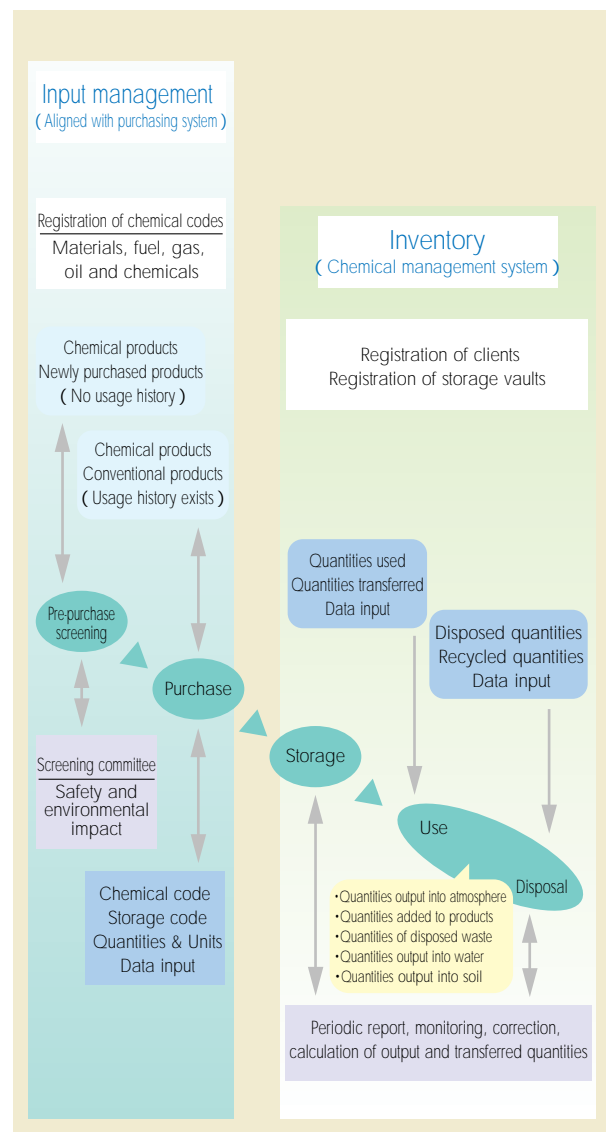 Input management
( Aligned with purchasing system )
Registration of chemical codes
Materials, fuel, gas,
oil and chemicals
Chemical products
Newly purchased products
( No usage history )
Chemical products
Conventional products
( Usage history exists )
Pre-purchase
screening
Purchase
Screening committee
Safety and
environmental
impact
Chemical code
Storage code
Quantities & Units
Data input
Inventory
( Chemical management system )
Registration of clients
Registration of storage vaults
Quantities used
Quantities transferred
Data input
Disposed quantities
Recycled quantities
Data input
Storage
Use
Disposal
•Quantities output into atmosphere
•Quantities added to products
•Quantities of disposed waste
•Quantities output into water
•Quantities output into soil
Periodic report, monitoring, correction,
calculation of output and transferred quantities